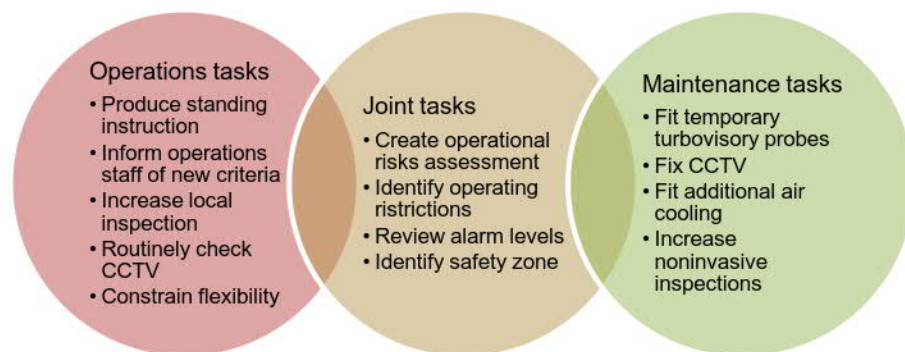 Operations tasks
• Produce standing
instruction
• Inform operations
staff of new criteria
• Increase local
inspection
• Routinely check
CCTV
• Constrain flexibility
Joint tasks
• Create operational
risks assessment
• Identify operating
ristrictions
• Review alarm levels
• Identify safety zone
Maintenance tasks
• Fit temporary
turbovisory probes
• Fix CCTV
• Fit additional air
cooling
• Increase
noninvasive
inspections